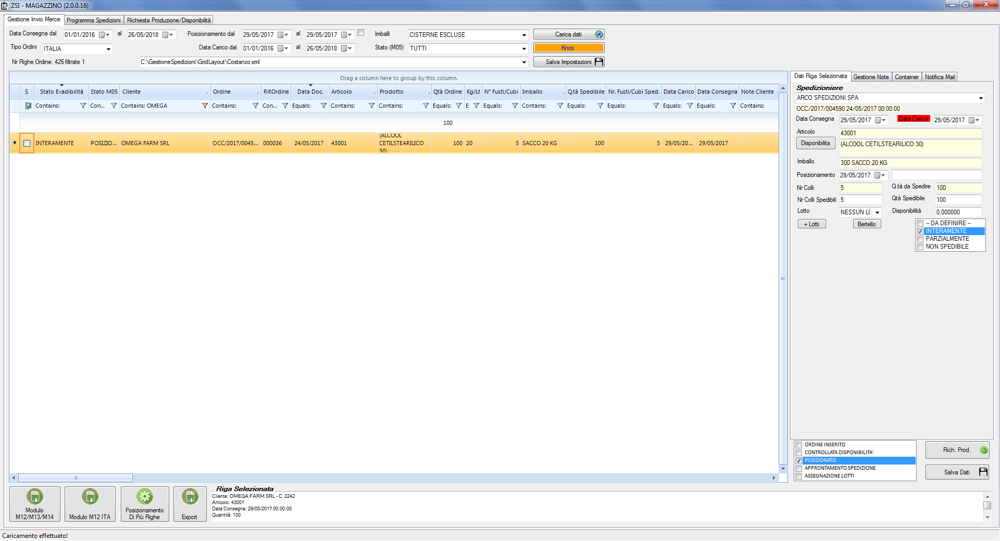 ZSI - MAGAZZINO (2.0.0.16)
Gestione Invio Merce Programma Spedizioni Richiesta Produzione/Disponibilità
Data Consegna dal 01/01/2016 al 26/05/2018 Posizionamento dal 29/05/2017 al 29/05/2017 Imballi CISTERNE ESCLUSE Carica dati
Tipo Ordini ITALIA Data Carico dal 01/01/2016 al 26/05/2018 Stato (M05) TUTTI Knos
Nr Righe Ordine: 426 filtrate 1 C:\GestioneSpedizioni\GridLayout\Costanzo.xml Salva Impostazioni
Drag a column here to group by this column.
S Stato Evadibilità Stato M05 Cliente Ordine Rif.Ordine Data Doc. Articolo Prodotto Qtà Ordine Kg/Lt N° Fusti/Cubi Imballo Q.tà Spedibile Nr. Fusti/Cubi Sped. Data Carico Data Consegna Note Cliente
Contains: Con... Contains: OMEGA Contains: Con... Equals: Contains: Contains: Equals: E Equals: Contains: Equals: Equals: Equals: Equals: Contains:
100
INTERAMENTE POSIZIO... OMEGA FARM SRL OCC/2017/0045... 000036 24/05/2017 43001 (ALCOOL CETILSTEARILICO 30) 100 20 5 SACCO 20 KG 100 5 29/05/20... 29/05/2017
Dati Riga Selezionata Gestione Note Container Notifica Mail
Spedizioniere
ARCO SPEDIZIONI SPA
OCC/2017/004590 24/05/2017 00:00:00
Data Consegna 29/05/2017 Data Carico 29/05/2017
Articolo 43001
Disponibilita (ALCOOL CETILSTEARILICO 30)
Imballo 300 SACCO 20 KG
Posizionamento 29/05/2017
Nr Colli 5 Q.tà da Spedire 100
Nr Colli Spedibili 5 Qtà Spedibile 100
Lotto NESSUN LO Disponibilità 0,000000
+ Lotti Bertello
-- DA DEFINIRE --
INTERAMENTE
PARZIALMENTE
NON SPEDIBILE
ORDINE INSERITO
CONTROLLATA DISPONIBILITA'
POSIZIONATO
APPRONTAMENTO SPEDIZIONE
ASSEGNAZIONE LOTTI
Rich. Prod.
Salva Dati
Modulo
M12/M13/M14
Modulo M12 ITA
Posizionamento
Di Più Righe
Export
Riga Selezionata
Cliente: OMEGA FARM SRL - C 2242
Articolo: 43001
Data Consegna: 29/05/2017 00:00:00
Quantità: 100
Caricamento effettuato!